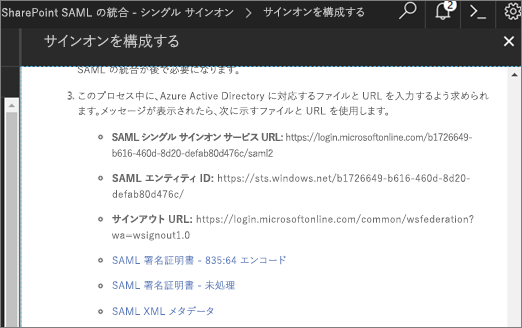 SharePoint SAML の統合 - シングル サインオン > サインオンを構成する
2
サインオンを構成する
SAML の統合が後で必要になります。
3. このプロセス中に、Azure Active Directory に対応するファイルと URL を入力するよう求められ
ます。メッセージが表示されたら、次に示すファイルと URL を使用します。
SAML シングル サインオン サービス URL: https://login.microsoftonline.com/b1726649-
b616-460d-8d20-defab80d476c/saml2
SAML エンティティ ID: https://sts.windows.net/b1726649-b616-460d-8d20-
defab80d476c/
サインアウト URL: https://login.microsoftonline.com/common/wsfederation?
wa=wsignout1.0
SAML 署名証明書 - 835:64 エンコード
SAML 署名証明書 - 未処理
SAML XML メタデータ